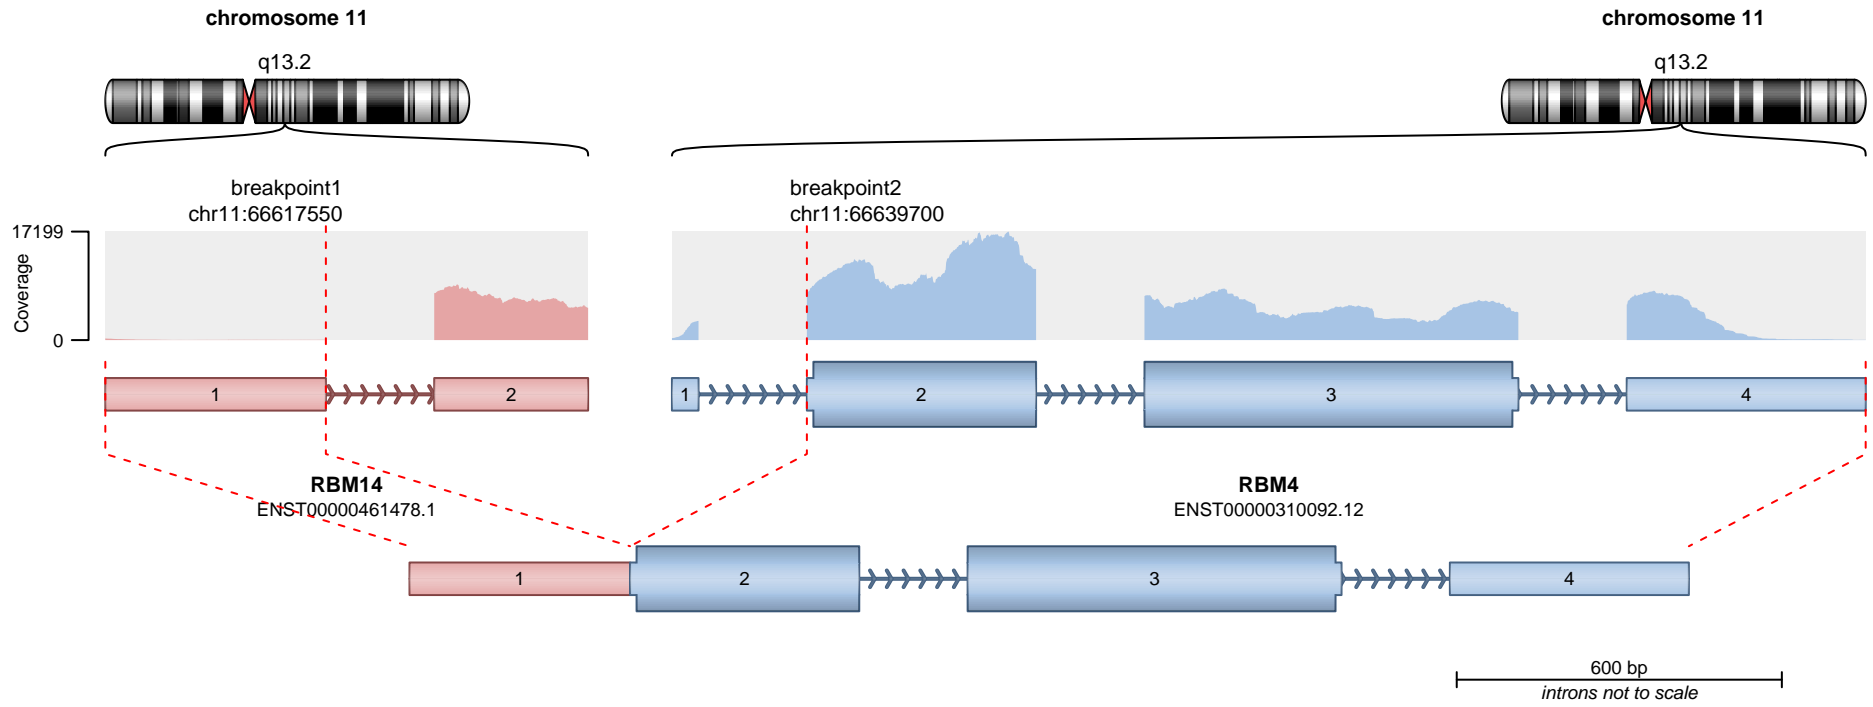 chromosome 11
chromosome 11
q13.2
q13.2
breakpoint1
chr11:66617550
breakpoint2
chr11:66639700
17199
Coverage
0
1
2
1
2
3
4
RBM14
ENST00000461478.1
RBM4
ENST00000310092.12
1
2
3
4
600 bp
introns not to scale